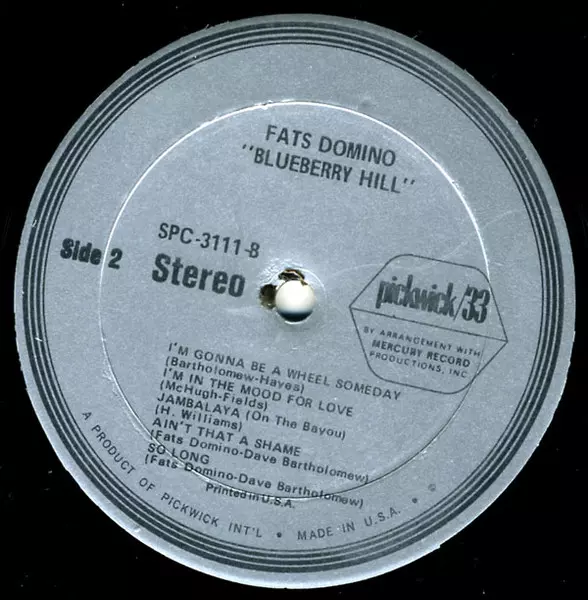 FATS DOMINO
"BLUEBERRY HILL"
SPC-3111-B
Side 2
Stereo
pickwick/33
BY ARRANGEMENT WITH
MERCURY RECORD
PRODUCTIONS, INC.
I'M GONNA BE A WHEEL SOMEDAY
(Bartholomew-Hayes)
I'M IN THE MOOD FOR LOVE
(McHugh-Fields)
JAMBALAYA (On The Bayou)
(H. Williams)
AIN'T THAT A SHAME
(Fats Domino-Dave Bartholomew)
SO LONG
(Fats Domino-Dave Bartholomew)
Printed in U.S.A.
A PRODUCT OF PICKWICK INT'L • MADE IN U.S.A. •